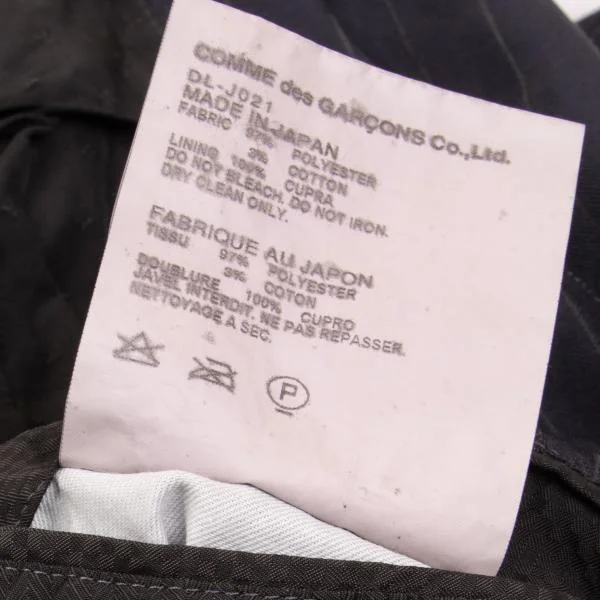 COMME des GARÇONS Co.,Ltd.
DL-J021
MADE IN JAPAN
FABRIC 97% POLYESTER
3% COTTON
LINING 100% CUPRA
DO NOT BLEACH. DO NOT IRON.
DRY CLEAN ONLY.
FABRIQUE AU JAPON
TISSU 97% POLYESTER
3% COTON
DOUBLURE 100% CUPRO
JAVEL INTERDIT. NE PAS REPASSER.
NETTOYAGE A SEC.
P